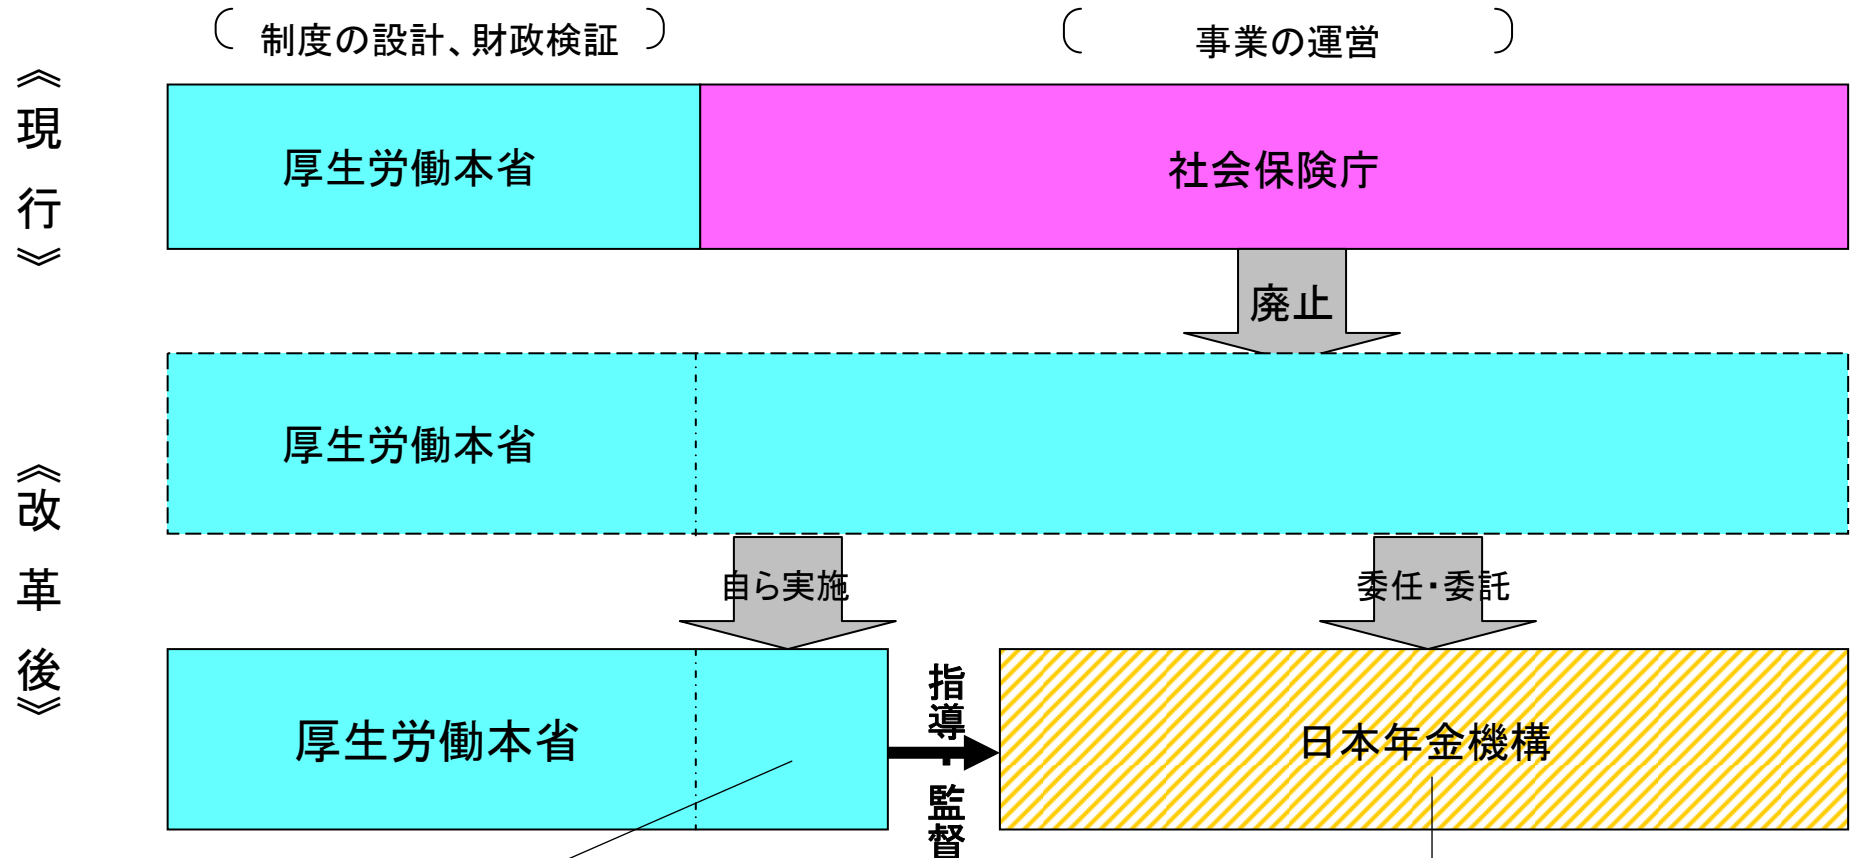 制度の設計、財政検証
事業の運営
《現行》
厚生労働本省
社会保険庁
廃止
《改革後》
厚生労働本省
自ら実施
委任・委託
厚生労働本省
指導・監督
日本年金機構